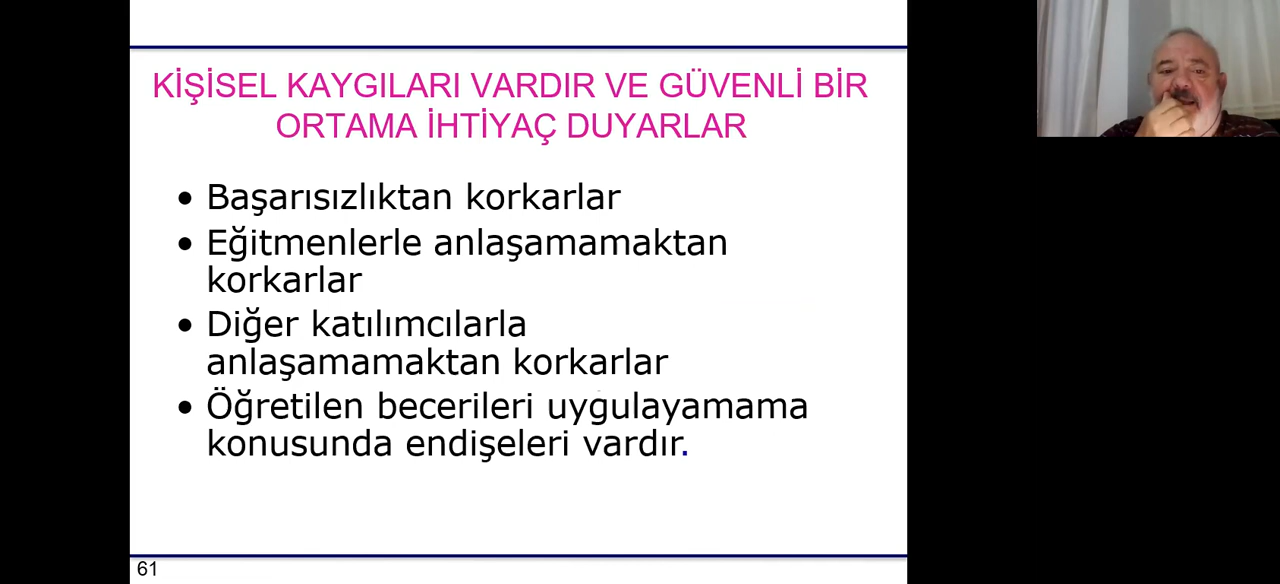 KİŞİSEL KAYGILARI VARDIR VE GÜVENLİ BİR
ORTAMA İHTİYAÇ DUYARLAR
• Başarısızlıktan korkarlar
• Eğitmenlerle anlaşamamaktan
korkarlar
• Diğer katılımcılarla
anlaşamamaktan korkarlar
• Öğretilen becerileri uygulayamama
konusunda endişeleri vardır.
61